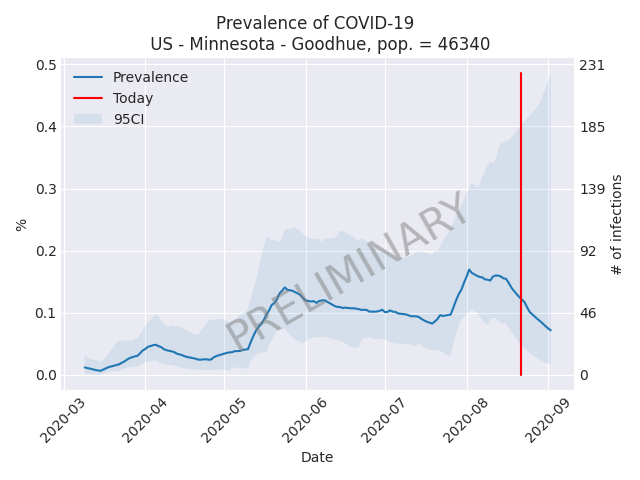 Prevalence of COVID-19
US - Minnesota - Goodhue, pop. = 46340
Prevalence
Today
95CI
PRELIMINARY
%
0.5
0.4
0.3
0.2
0.1
0.0
231
185
139
92
46
0
# of infections
2020-03
2020-04
2020-05
2020-06
2020-07
2020-08
2020-09
Date